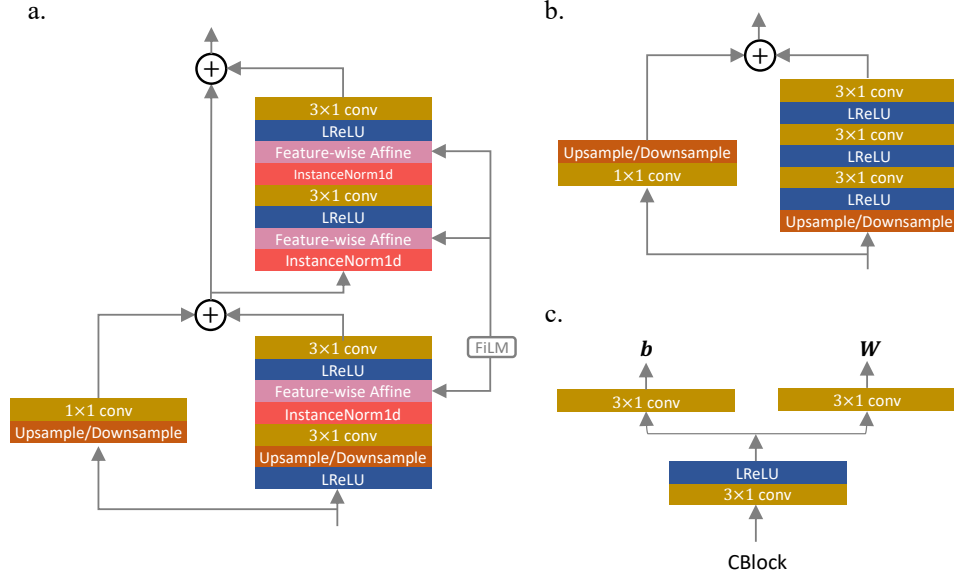 a.
+
3×1 conv
LReLU
Feature-wise Affine
InstanceNorm1d
3×1 conv
LReLU
Feature-wise Affine
InstanceNorm1d
+
3×1 conv
LReLU
Feature-wise Affine
InstanceNorm1d
3×1 conv
Upsample/Downsample
LReLU
1×1 conv
Upsample/Downsample
FiLM
b.
+
3×1 conv
LReLU
3×1 conv
LReLU
3×1 conv
LReLU
Upsample/Downsample
Upsample/Downsample
1×1 conv
c.
b
W
3×1 conv
3×1 conv
LReLU
3×1 conv
CBlock